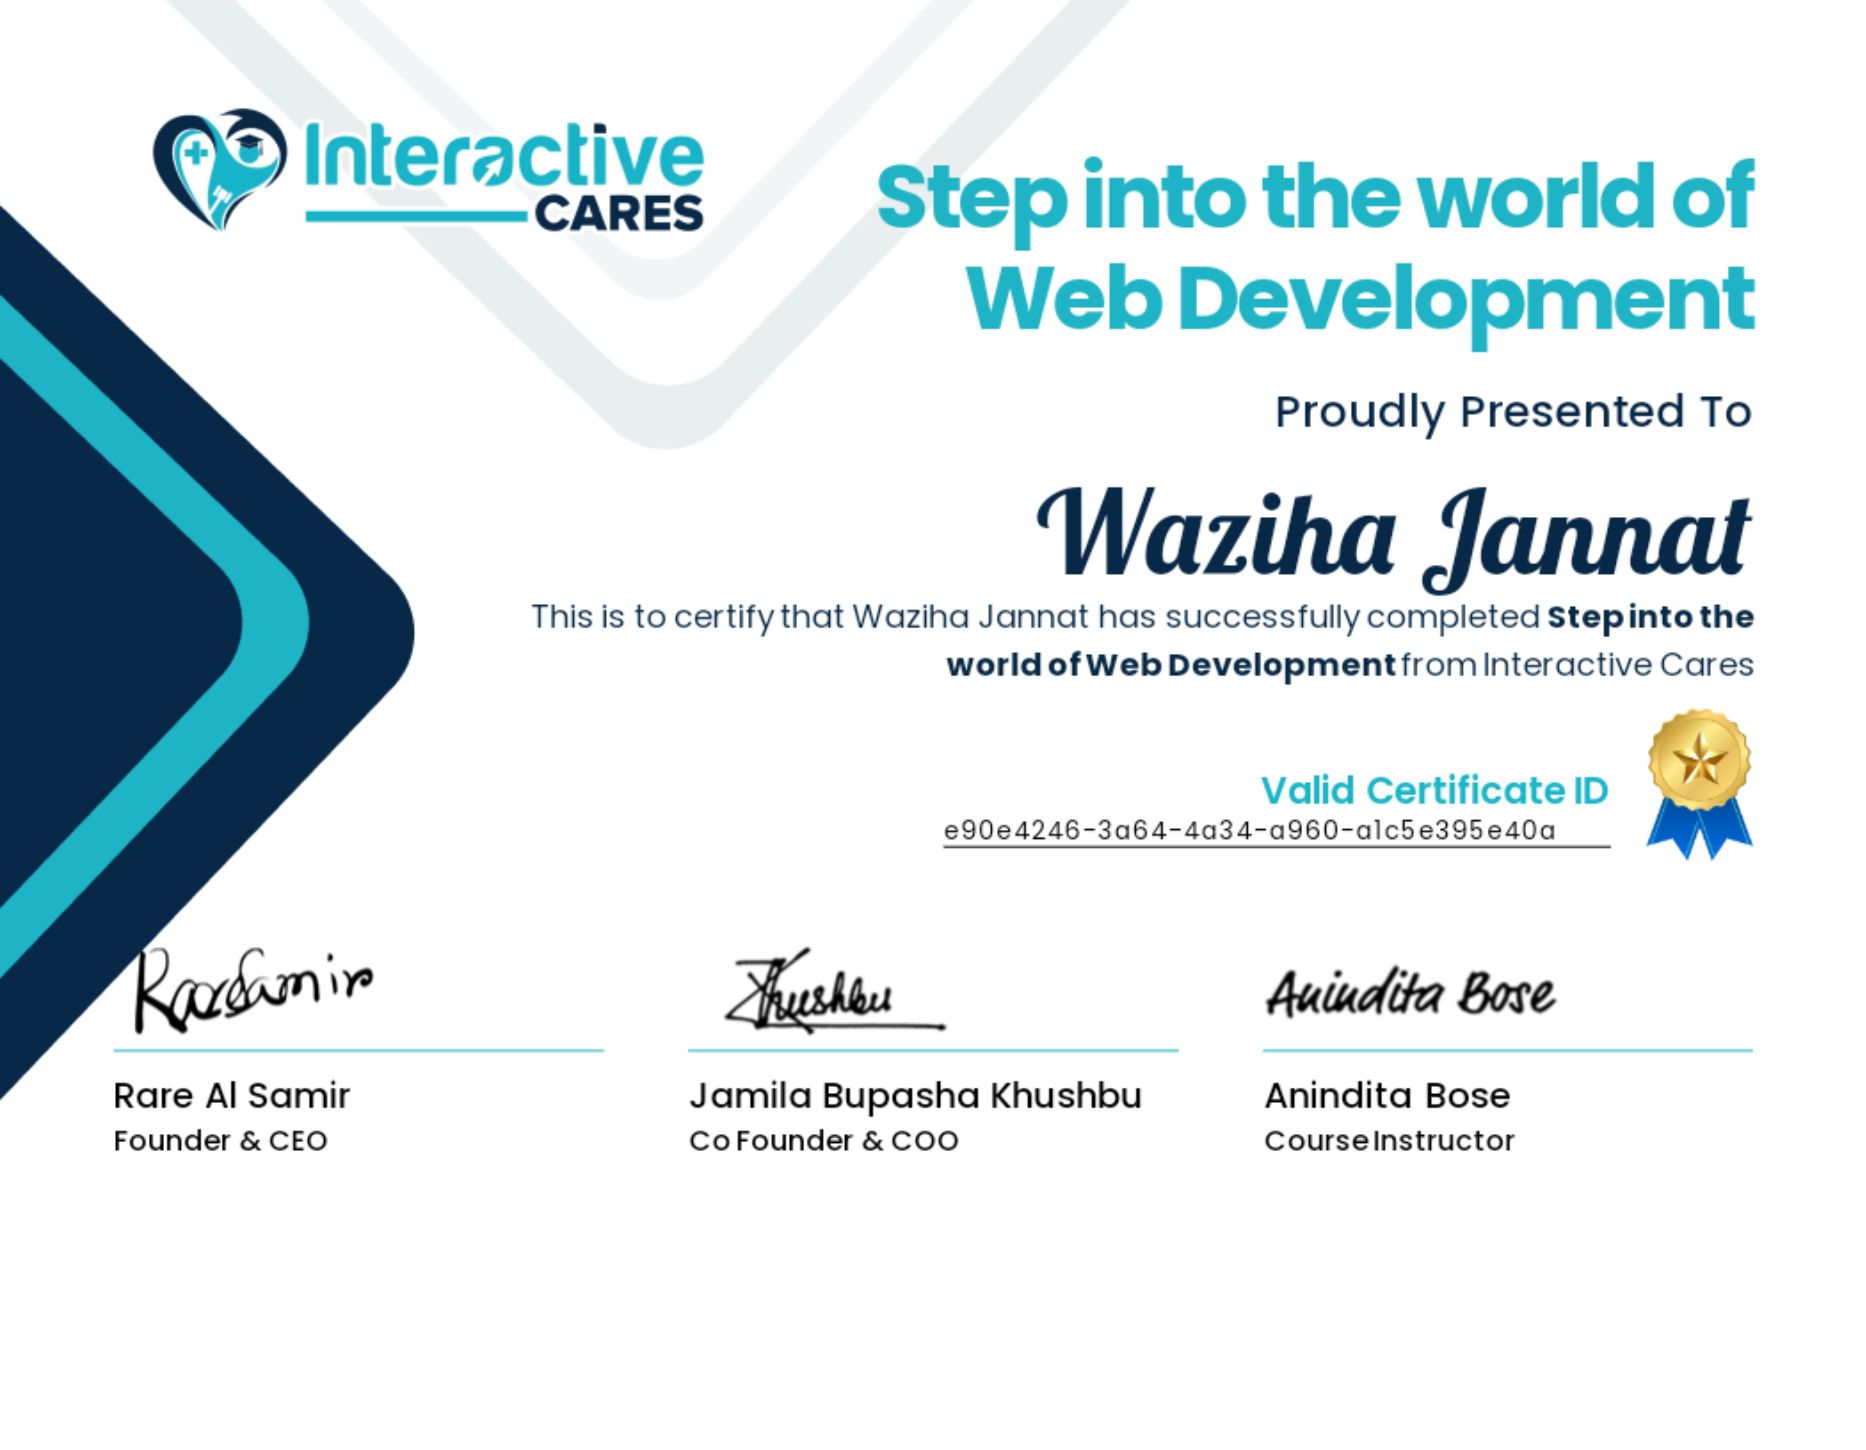 Interactive
CARES
Step into the world of
Web Development
Proudly Presented To
Waziha Jannat
This is to certify that Waziha Jannat has successfully completed Step into the
world of Web Development from Interactive Cares
Valid Certificate ID
e90e4246-3a64-4a34-a960-a1c5e395e40a
RareSamir
Khushbu
Anindita Bose
Rare Al Samir
Jamila Bupasha Khushbu
Anindita Bose
Founder & CEO
Co Founder & COO
Course Instructor